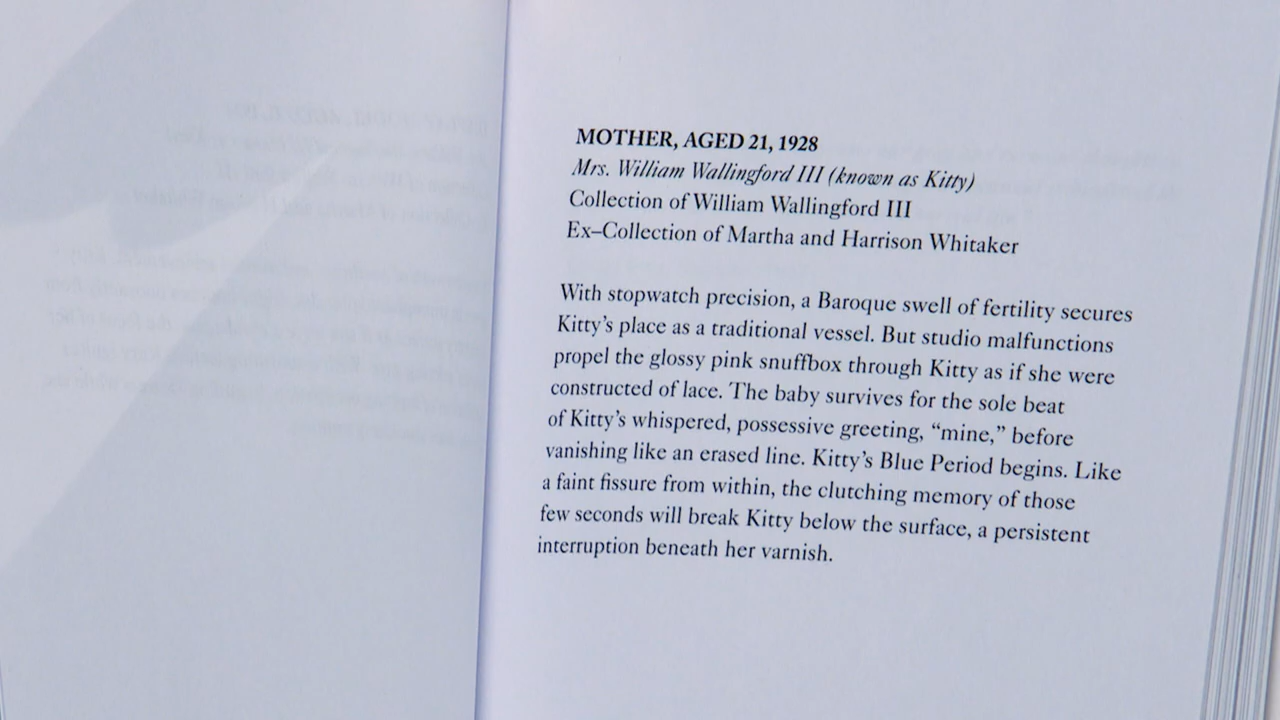 MOTHER, AGED 21, 1928
Mrs. William Wallingford III (known as Kitty)
Collection of William Wallingford III
Ex–Collection of Martha and Harrison Whitaker
With stopwatch precision, a Baroque swell of fertility secures
Kitty’s place as a traditional vessel. But studio malfunctions
propel the glossy pink snuffbox through Kitty as if she were
constructed of lace. The baby survives for the sole beat
of Kitty’s whispered, possessive greeting, “mine,” before
vanishing like an erased line. Kitty’s Blue Period begins. Like
a faint fissure from within, the clutching memory of those
few seconds will break Kitty below the surface, a persistent
interruption beneath her varnish.